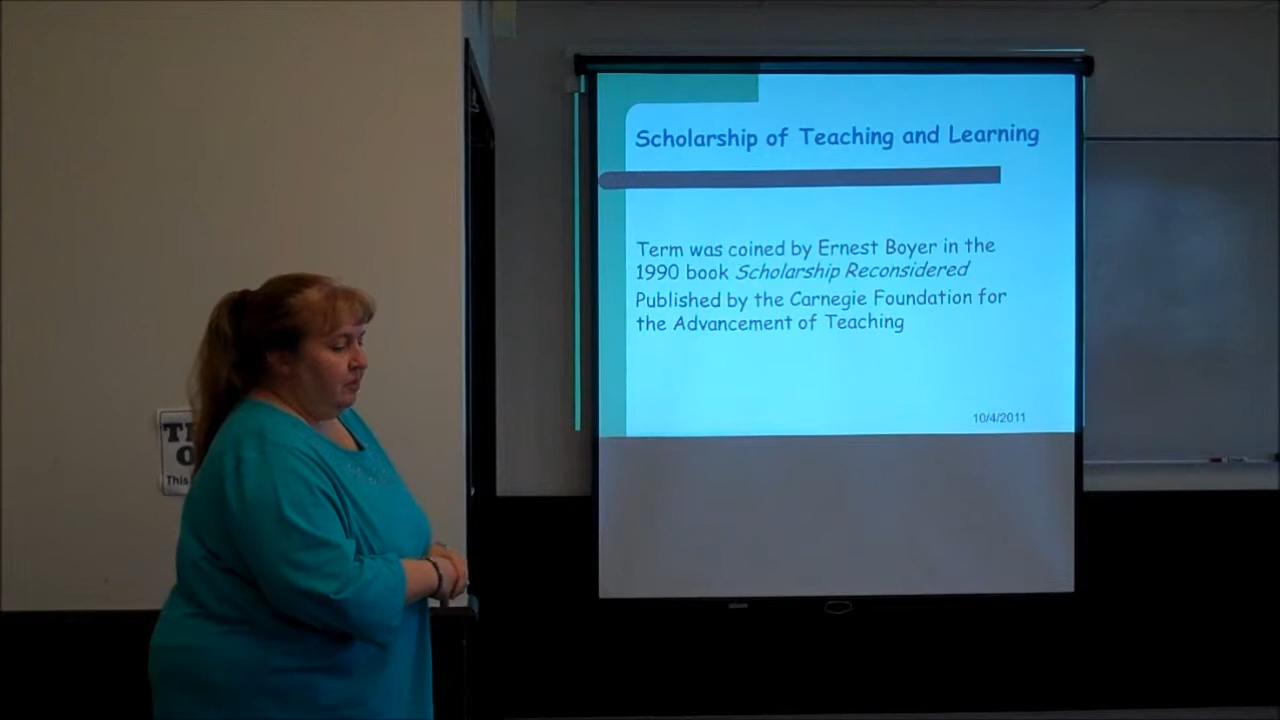 Scholarship of Teaching and Learning
Term was coined by Ernest Boyer in the
1990 book Scholarship Reconsidered
Published by the Carnegie Foundation for
the Advancement of Teaching
10/4/2011
This